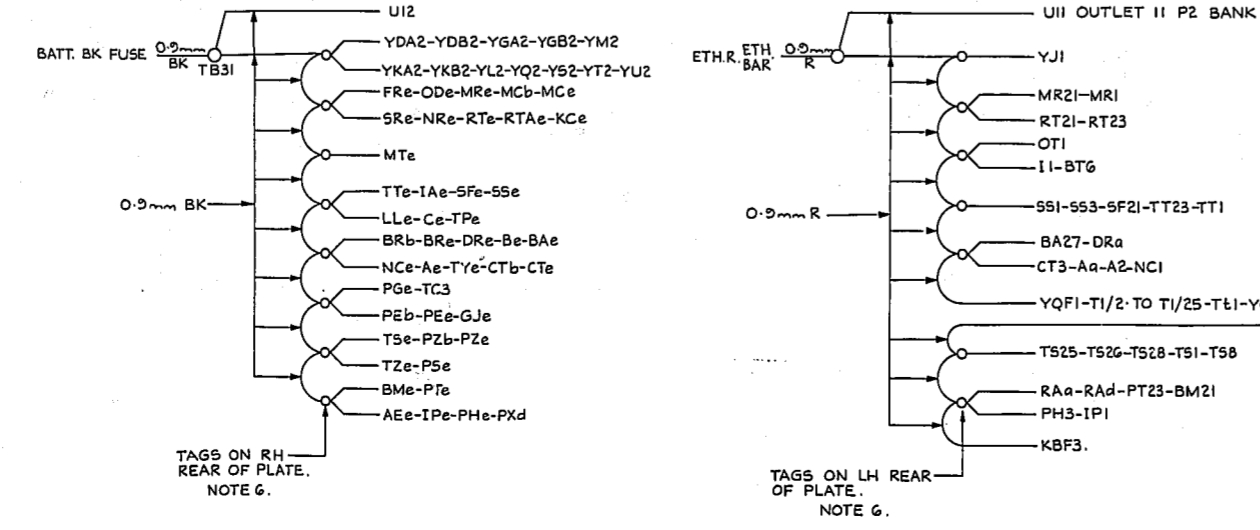 U12
BATT. BK FUSE 0.9mm BK TB31
YDA2-YDB2-YGA2-YGB2-YM2
YKA2-YKB2-YL2-YQ2-YS2-YT2-YU2
FRe-ODe-MRe-MCb-MCe
SRe-NRe-RTe-RTAe-KCe
MTe
TTe-IAe-SFe-SSe
0.9mm BK
LLe-Ce-TPe
BRb-BRe-DRe-Be-BAe
NCe-Ae-TYe-CTb-CTe
PGe-TC3
PEb-PEe-GJe
TSe-PZb-PZe
TZe-PSe
BMe-PTe
AEe-IPe-PHe-PXd
TAGS ON RH
REAR OF PLATE.
NOTE 6.
U11 OUTLET 11 P2 BANK
ETH.R. ETH. BAR 0.9mm R
YJ1
MR21-MR1
RT21-RT23
OT1
I1-BT6
SS1-SS3-SF21-TT23-TT1
0.9mm R
BA27-DRa
CT3-Aa-A2-NC1
YQF1-T1/2. TO T1/25-Tt1-Y
TS25-TS26-TS28-TS1-TS8
RAa-RAd-PT23-BM21
PH3-IP1
KBF3.
TAGS ON LH REAR
OF PLATE.
NOTE 6.